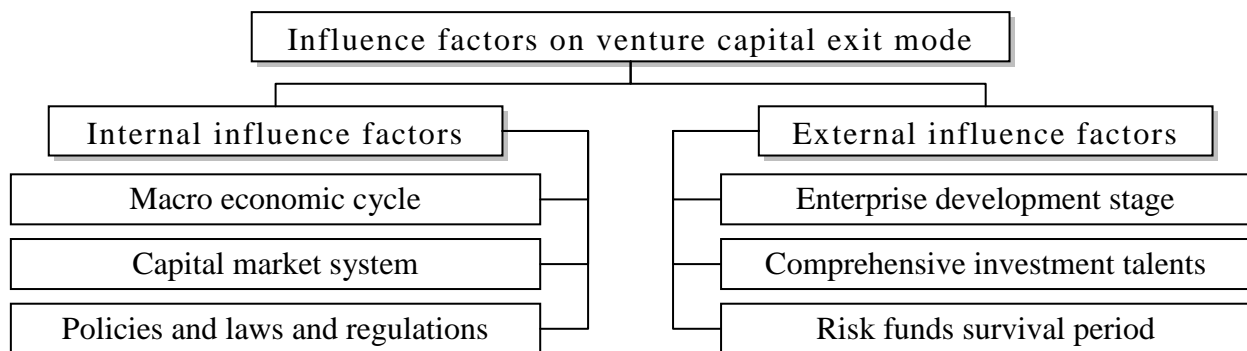 Influence factors on venture capital exit mode
Internal influence factors
Macro economic cycle
Capital market system
Policies and laws and regulations
External influence factors
Enterprise development stage
Comprehensive investment talents
Risk funds survival period